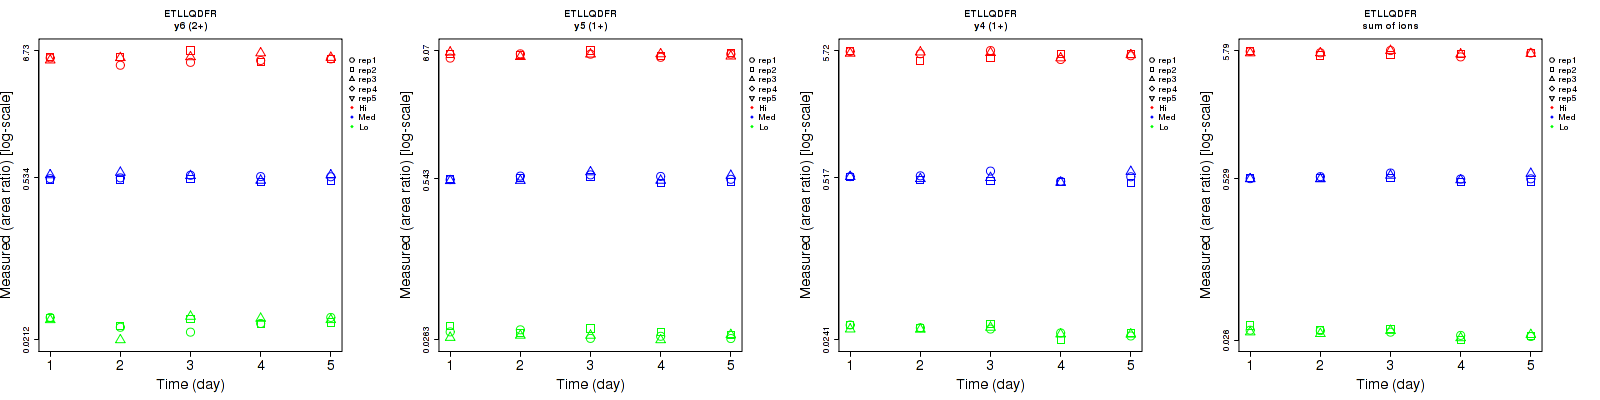 ETLLQDFR
y6 (2+)
Measured (area ratio) [log-scale]
6.73
0.534
0.0212
1 2 3 4 5
Time (day)
rep1
rep2
rep3
rep4
rep5
Hi
Med
Lo
ETLLQDFR
y5 (1+)
Measured (area ratio) [log-scale]
6.07
0.543
0.0263
1 2 3 4 5
Time (day)
rep1
rep2
rep3
rep4
rep5
Hi
Med
Lo
ETLLQDFR
y4 (1+)
Measured (area ratio) [log-scale]
5.72
0.517
0.0241
1 2 3 4 5
Time (day)
rep1
rep2
rep3
rep4
rep5
Hi
Med
Lo
ETLLQDFR
sum of ions
Measured (area ratio) [log-scale]
5.79
0.529
0.026
1 2 3 4 5
Time (day)
rep1
rep2
rep3
rep4
rep5
Hi
Med
Lo